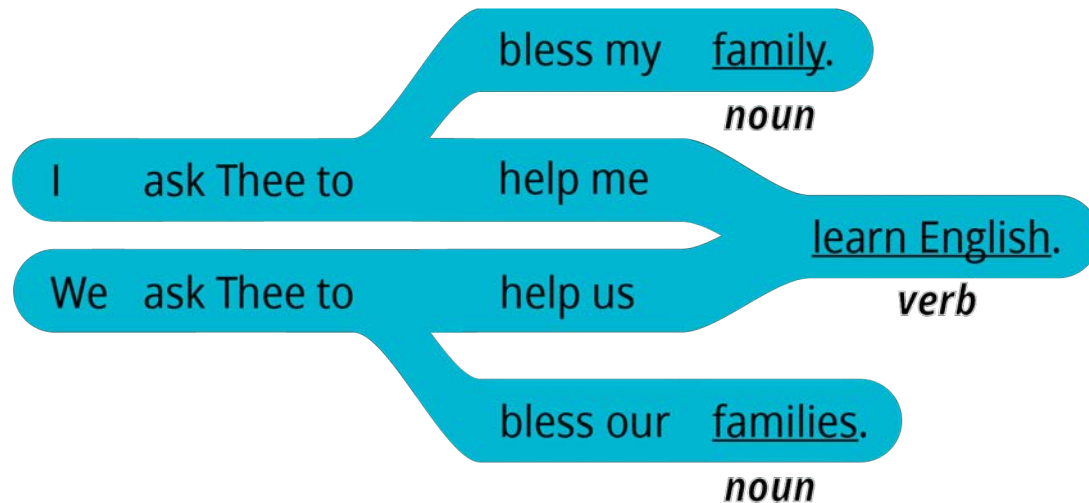 bless my family.
noun
I ask Thee to help me
learn English.
verb
We ask Thee to help us
bless our families.
noun